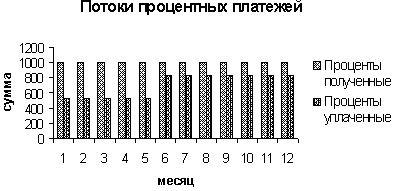 Потоки процентных платежей
1200
1000
800
600
400
200
0
сумма
1 2 3 4 5 6 7 8 9 10 11 12
месяц
Проценты
полученные
Проценты
уплаченные